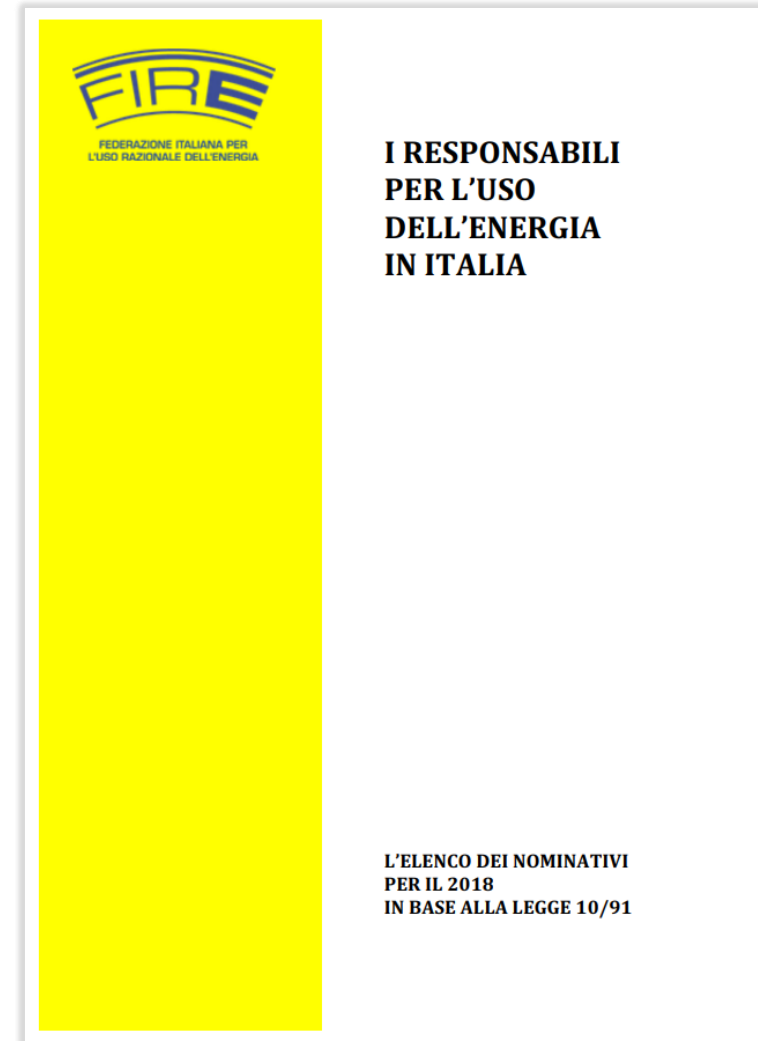 FIRE
FEDERAZIONE ITALIANA PER
L'USO RAZIONALE DELL'ENERGIA
I RESPONSABILI
PER L’USO
DELL’ENERGIA
IN ITALIA
L’ELENCO DEI NOMINATIVI
PER IL 2018
IN BASE ALLA LEGGE 10/91